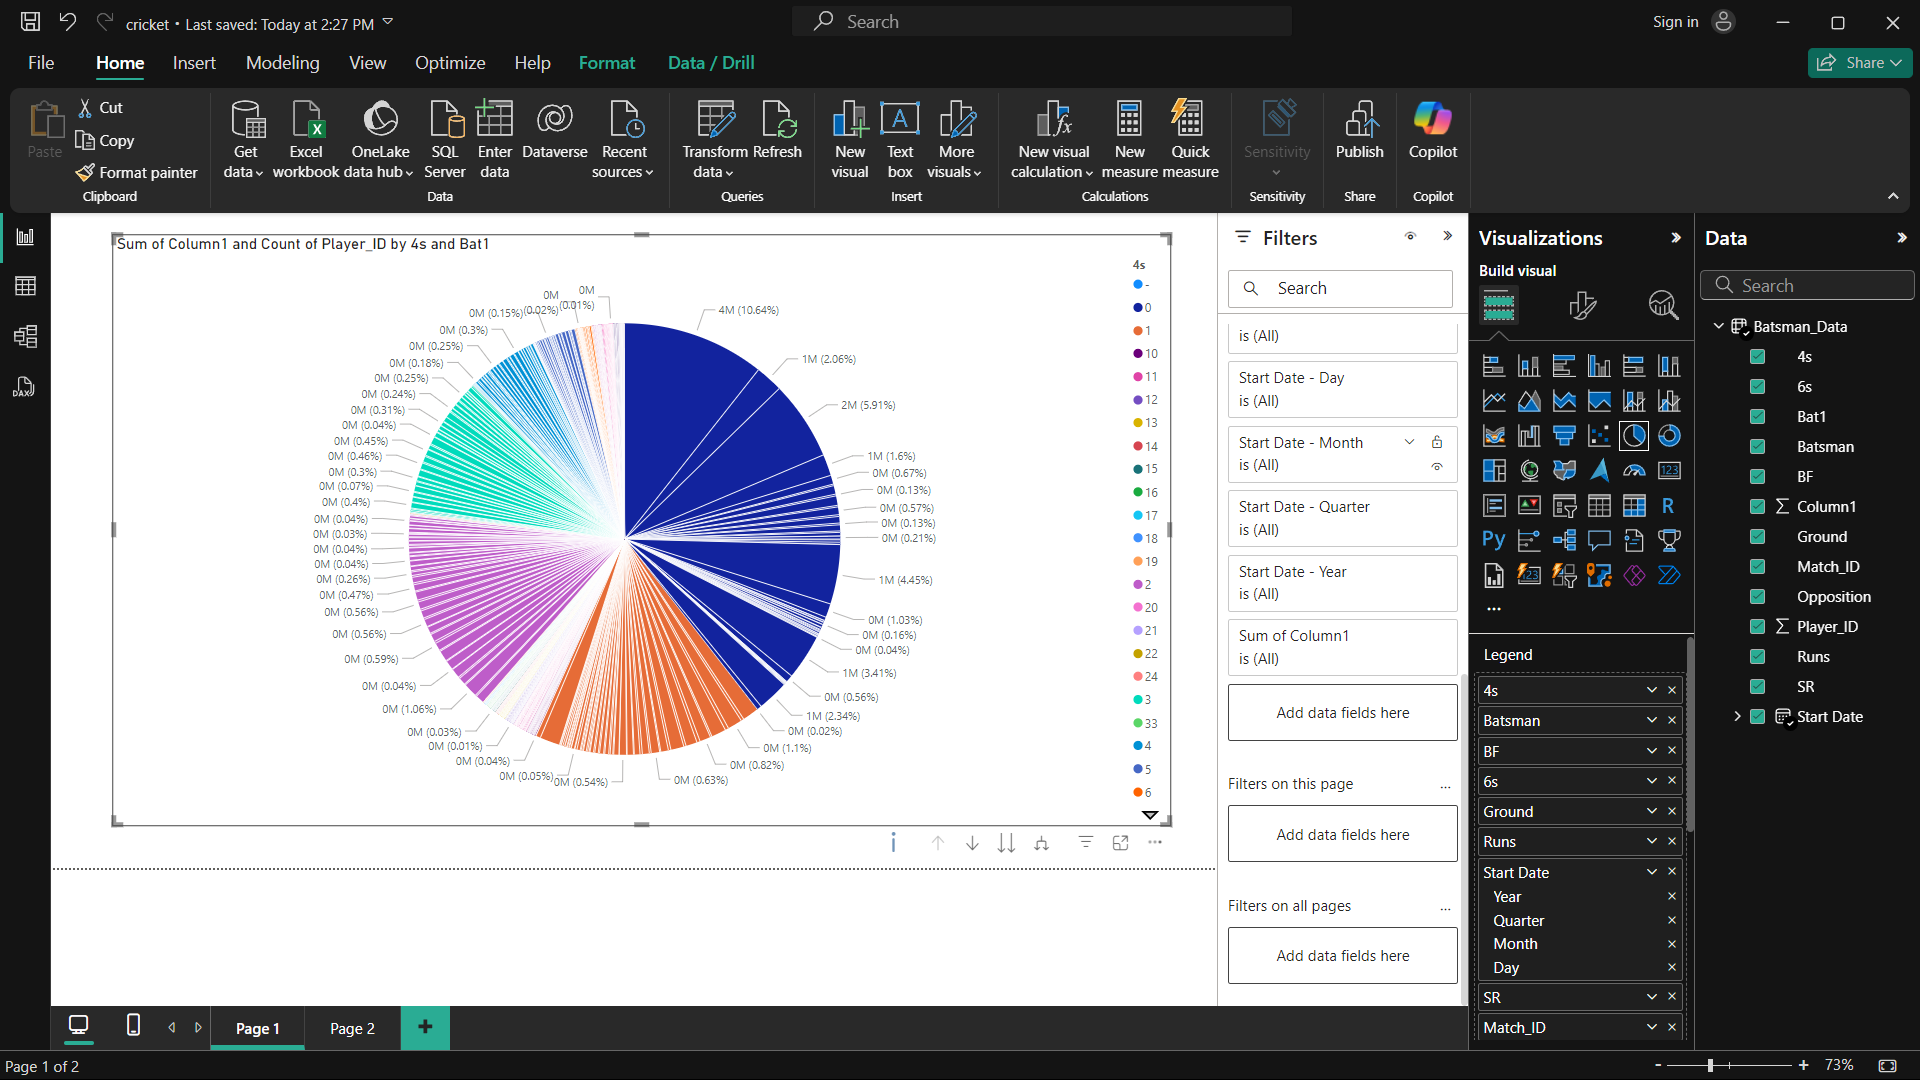 cricket • Last saved: Today at 2:27 PM
Search
Sign in
File
Home
Insert
Modeling
View
Optimize
Help
Format
Data / Drill
Share
Paste
Cut
Copy
Format painter
Clipboard
Get data
Excel workbook
OneLake data hub
SQL Server
Enter data
Dataverse
Recent sources
Data
Transform data
Refresh
Queries
New visual
Text box
More visuals
Insert
New visual calculation
New measure
Quick measure
Calculations
Sensitivity
Sensitivity
Publish
Share
Copilot
Copilot
Sum of Column1 and Count of Player_ID by 4s and Bat1
4M (10.64%)
1M (2.06%)
2M (5.91%)
1M (1.6%)
0M (0.67%)
0M (0.13%)
0M (0.57%)
0M (0.13%)
0M (0.21%)
1M (4.45%)
0M (1.03%)
0M (0.16%)
0M (0.04%)
1M (3.41%)
0M (0.56%)
1M (2.34%)
0M (0.02%)
0M (1.1%)
0M (0.82%)
0M (0.63%)
0M (0.54%)
0M (0.05%)
0M (0.04%)
0M (0.01%)
0M (0.03%)
0M (1.06%)
0M (0.04%)
0M (0.59%)
0M (0.56%)
0M (0.56%)
0M (0.47%)
0M (0.26%)
0M (0.04%)
0M (0.04%)
0M (0.03%)
0M (0.04%)
0M (0.4%)
0M (0.07%)
0M (0.3%)
0M (0.46%)
0M (0.45%)
0M (0.04%)
0M (0.31%)
0M (0.24%)
0M (0.25%)
0M (0.18%)
0M (0.25%)
0M (0.3%)
0M (0.15%)
0M (0.02%)
0M (0.01%)
4s
-
0
1
10
11
12
13
14
15
16
17
18
19
2
20
21
22
24
3
33
4
5
6
Filters
Search
is (All)
Start Date - Day
is (All)
Start Date - Month
is (All)
Start Date - Quarter
is (All)
Start Date - Year
is (All)
Sum of Column1
is (All)
Add data fields here
Filters on this page
...
Add data fields here
Filters on all pages
...
Add data fields here
Visualizations
Build visual
123
R
Py
123
...
Legend
4s
Batsman
BF
6s
Ground
Runs
Start Date
Year
Quarter
Month
Day
SR
Match_ID
Data
Search
Batsman_Data
4s
6s
Bat1
Batsman
BF
Column1
Ground
Match_ID
Opposition
Player_ID
Runs
SR
Start Date
DAX
Page 1
Page 2
+
Page 1 of 2
- + 73%